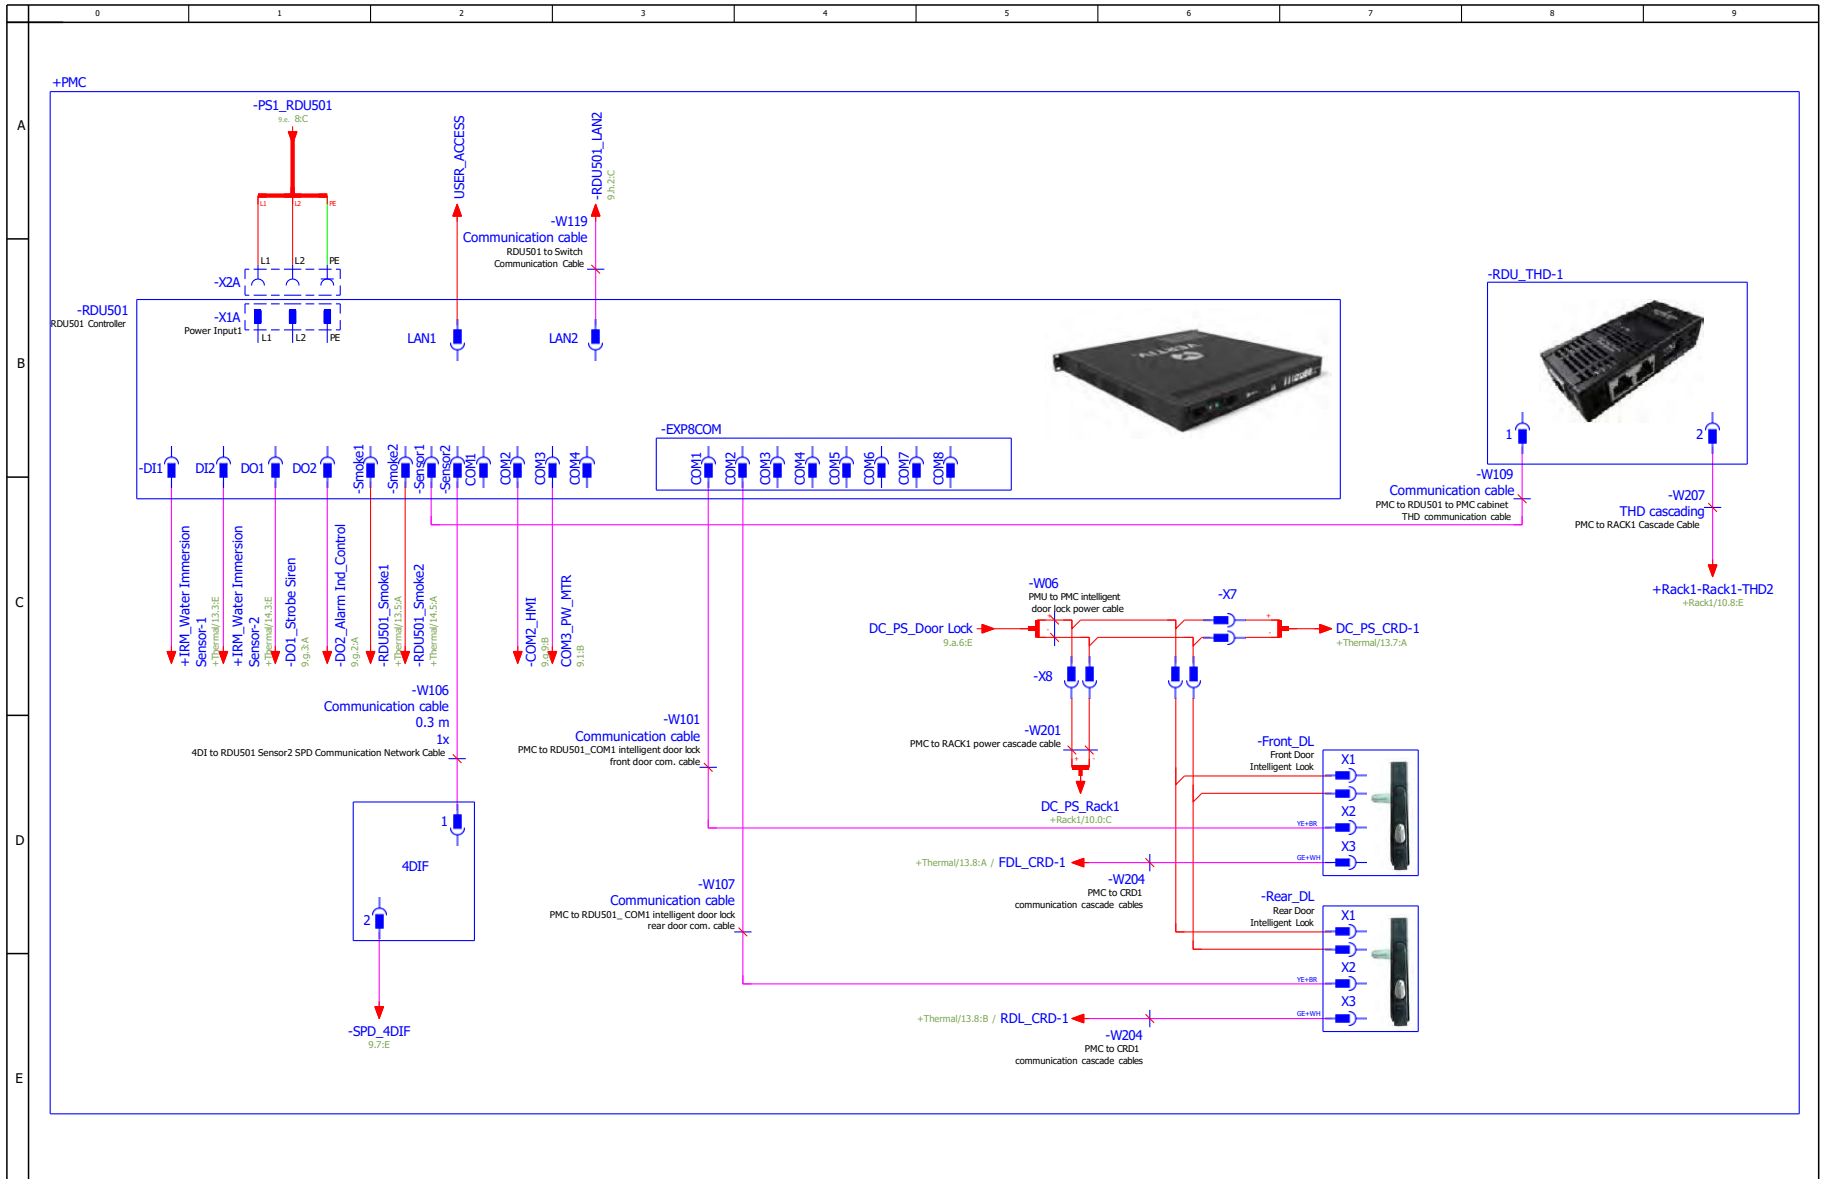 0 1 2 3 4 5 6 7 8 9
A
B
C
D
E
+PMC
-PS1_RDU501
9.e. 8:C
L1 L2 PE
L1 L2 PE
-X2A
-X1A
Power Input1
L1 L2 PE
-RDU501
RDU501 Controller
USER_ACCESS
-RDU501_LAN2
9.h.2:C
-W119
Communication cable
RDU501 to Switch
Communication Cable
LAN1
LAN2
VERTIV
-RDU_THD-1
1
2
-DI1
DI2
DO1
DO2
-Smoke1
-Smoke2
-Sensor1
-Sensor2
COM1
COM2
COM3
COM4
-EXP8COM
COM1
COM2
COM3
COM4
COM5
COM6
COM7
COM8
-W109
Communication cable
PMC to RDU501 to PMC cabinet
THD communication cable
-W207
THD cascading
PMC to RACK1 Cascade Cable
+Rack1-Rack1-THD2
+Rack1/10.8:E
+IRM_Water Immersion
Sensor-1
+Thermal/13.3:E
+IRM_Water Immersion
Sensor-2
+Thermal/14.3:E
-DO1_Strobe Siren
9.g.3:A
-DO2_Alarm Ind_Control
9.g.2:A
-RDU501_Smoke1
+Thermal/13.5:A
-RDU501_Smoke2
+Thermal/14.5:A
-COM2_HMI
9.g.9:B
COM3_PW_MTR
9.1:B
-W106
Communication cable
0.3 m
1x
4DI to RDU501 Sensor2 SPD Communication Network Cable
1
4DIF
2
-SPD_4DIF
9.7:E
-W101
Communication cable
PMC to RDU501_COM1 intelligent door lock
front door com. cable
-W107
Communication cable
PMC to RDU501_ COM1 intelligent door lock
rear door com. cable
-W06
PMU to PMC intelligent
door lock power cable
-X7
DC_PS_Door Lock
9.a.6:E
+
-
+
-
DC_PS_CRD-1
+Thermal/13.7:A
-X8
-W201
PMC to RACK1 power cascade cable
+ -
DC_PS_Rack1
+Rack1/10.0:C
-Front_DL
Front Door
Intelligent Look
X1
X2
YE+BR
X3
GE+WH
+Thermal/13.8:A / FDL_CRD-1
-W204
PMC to CRD1
communication cascade cables
-Rear_DL
Rear Door
Intelligent Look
X1
X2
YE+BR
X3
GE+WH
+Thermal/13.8:B / RDL_CRD-1
-W204
PMC to CRD1
communication cascade cables